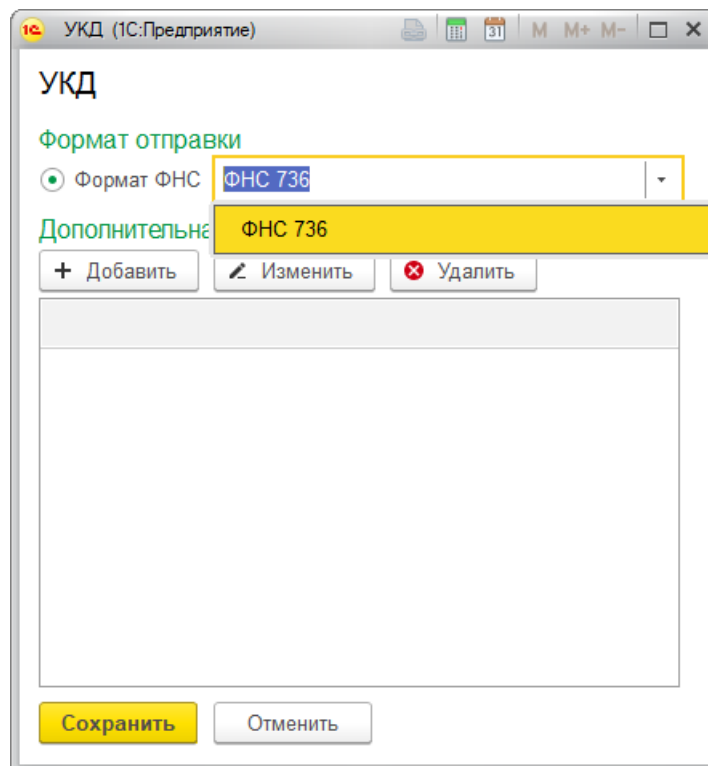 1С УКД (1С:Предприятие) 31 M M+ M-
УКД
Формат отправки
Формат ФНС ФНС 736
ФНС 736
Дополнительна
+ Добавить Изменить Удалить
Сохранить Отменить